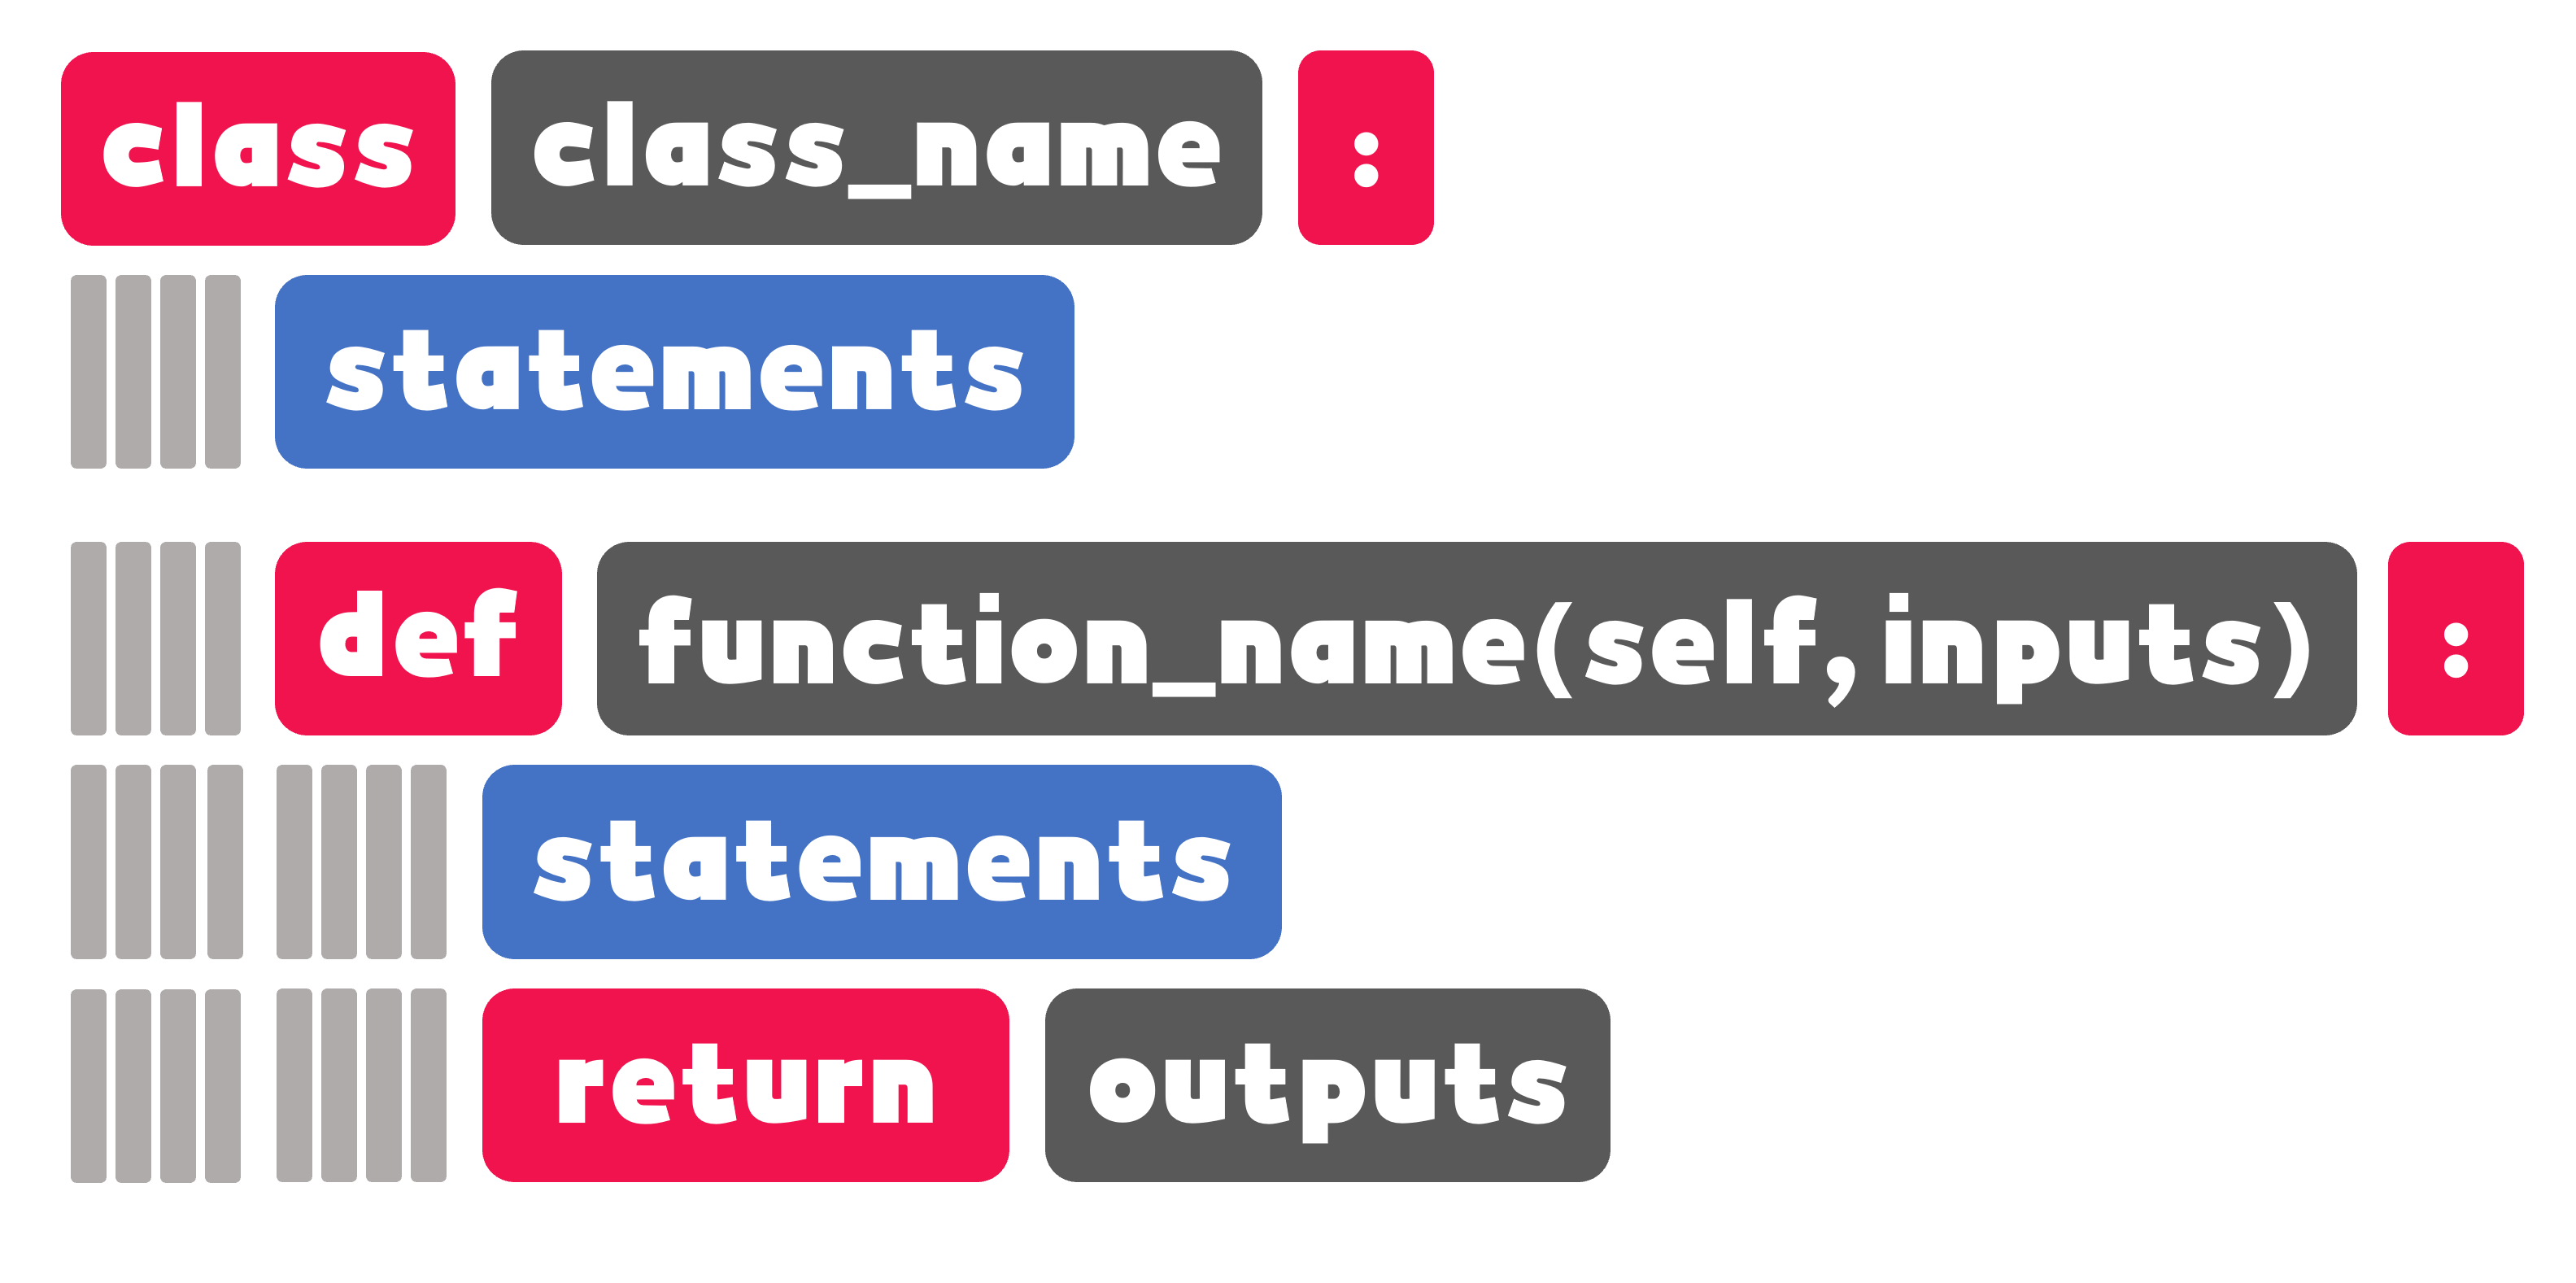 class class_name :
statements
def function_name(self,inputs) :
statements
return outputs